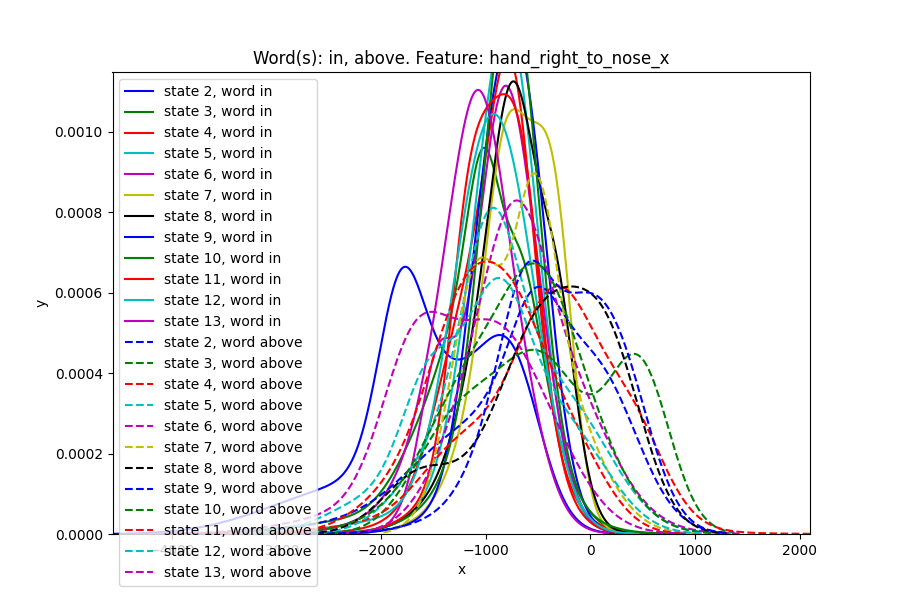 Word(s): in, above. Feature: hand_right_to_nose_x
y
0.0010
0.0008
0.0006
0.0004
0.0002
0.0000
state 2, word in
state 3, word in
state 4, word in
state 5, word in
state 6, word in
state 7, word in
state 8, word in
state 9, word in
state 10, word in
state 11, word in
state 12, word in
state 13, word in
state 2, word above
state 3, word above
state 4, word above
state 5, word above
state 6, word above
state 7, word above
state 8, word above
state 9, word above
state 10, word above
state 11, word above
state 12, word above
state 13, word above
−2000 −1000 0 1000 2000
x